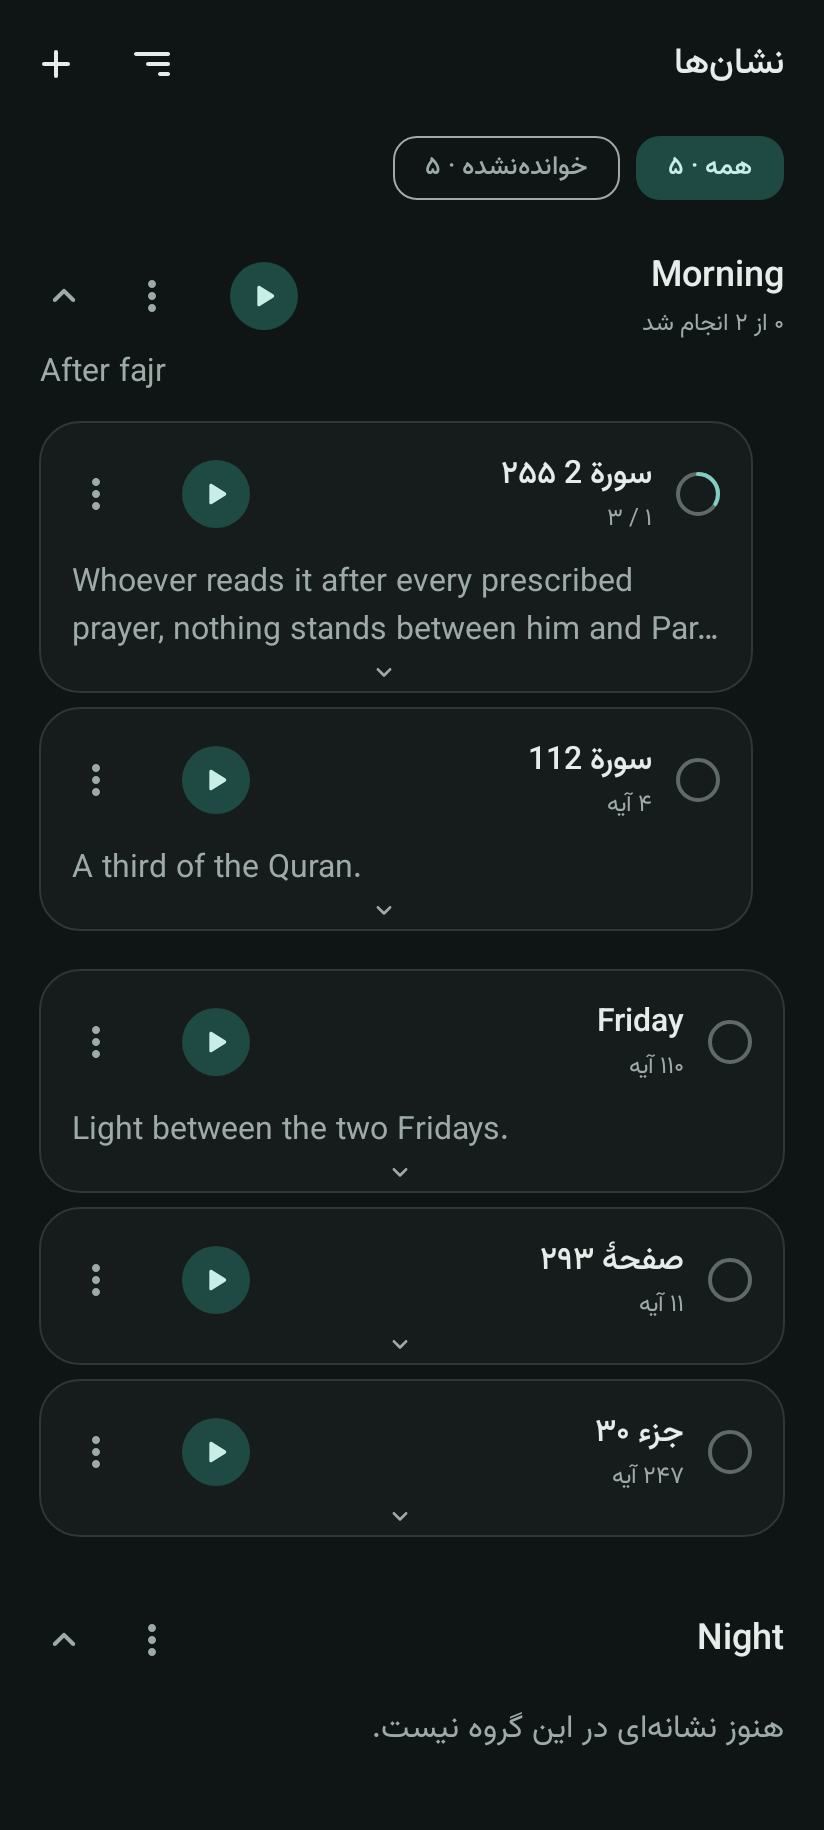 نشان‌ها
همه · ۵
خوانده‌نشده · ۵
Morning
۰ از ۲ انجام شد
After fajr
سورة 2 ۲۵۵
۱ / ۳
Whoever reads it after every prescribed
prayer, nothing stands between him and Par...
سورة 112
۴ آیه
A third of the Quran.
Friday
۱۱۰ آیه
Light between the two Fridays.
صفحهٔ ۲۹۳
۱۱ آیه
جزء ۳۰
۲۴۷ آیه
Night
هنوز نشانه‌ای در این گروه نیست.